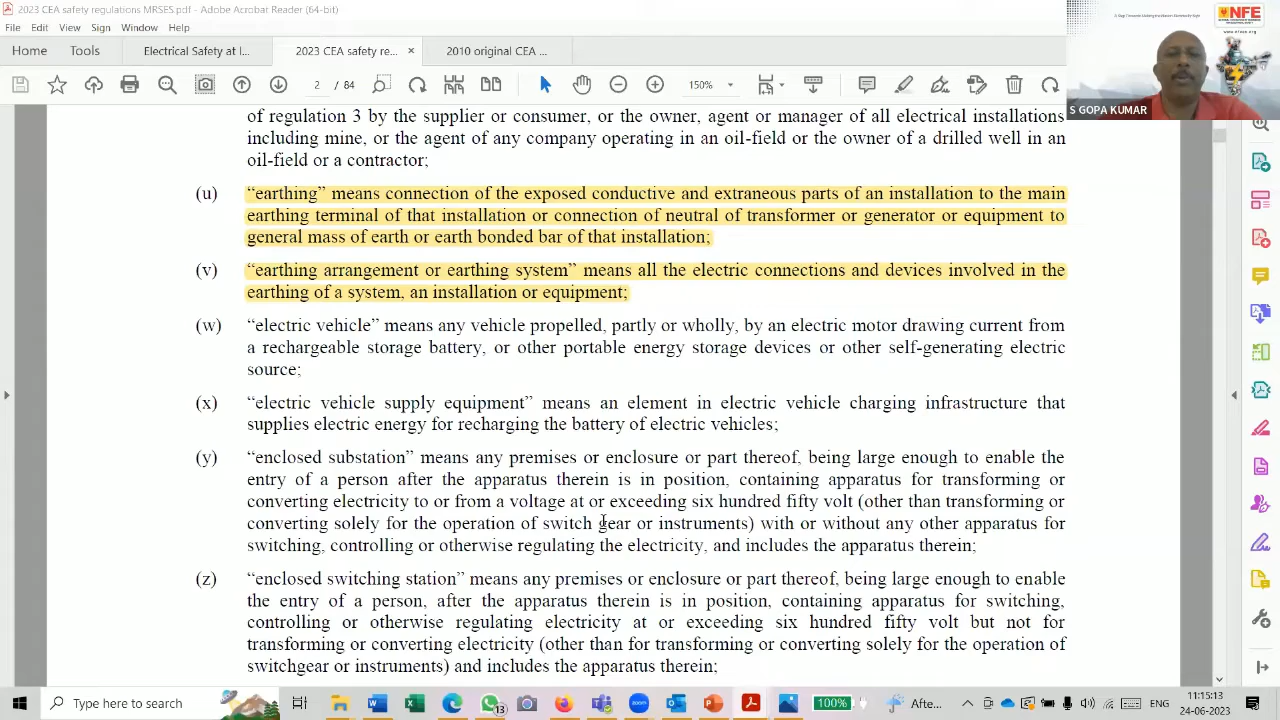 2023 CEA safety regulations MRSES.pdf - Adobe Acrobat Reader (64-bit)
File Edit View Sign Window Help
Home Tools Electrical installations at l... 2023 CEA safety reg... × Earthing.pdf
2 / 84
150%
NFE
www.nfees.org
S GOPA KUMAR
of regulation 3 and the supplier or consumer, owner, agent or manager of all electrical installations
including mine, or the agent of any company operating in an oil-field or the owner of a drilled well in an
oil-field or a contractor;
(u) “earthing” means connection of the exposed conductive and extraneous parts of an installation to the main
earthing terminal of that installation or connection of neutral of transformer or generator or equipment to
general mass of earth or earth head or hull of that installation;
(v) “earthing arrangement or earthing system” means all the electric connections and devices involved in the
earthing of a system, an installation or equipment;
(w) “electric vehicle” means any vehicle propelled, partly or wholly, by an electric motor drawing current from
a rechargeable storage battery, or other portable energy storage devices or other self-generating electric
source;
(x) “electric vehicle supply equipment” means an element in electric vehicle charging infrastructure that
supplies electric energy for recharging the battery of electric vehicles;
(y) “enclosed substation” means any premises or enclosure or part thereof, being large enough to enable the
entry of a person after the apparatus therein is in position, containing apparatus for transforming or
converting electricity to or from a voltage at or exceeding six hundred fifty volt (other than transforming or
converting solely for the operation of switch gear or instruments) with or without any other apparatus for
switching, controlling or otherwise regulating the electricity, and includes the apparatus therein;
(z) “enclosed switching station” means any premises or enclosure or part thereof, being large enough to enable
the entry of a person, after the apparatus therein is in position, containing apparatus for switching,
controlling or otherwise regulating electricity at or exceeding six hundred fifty volt but not for
transforming or converting electricity (other than for transforming or converting solely for the operation of
switchgear or instruments) and includes the apparatus therein;
Type here to search
zoom
100%
Afte...
ENG
11:15:13
24-06-2023